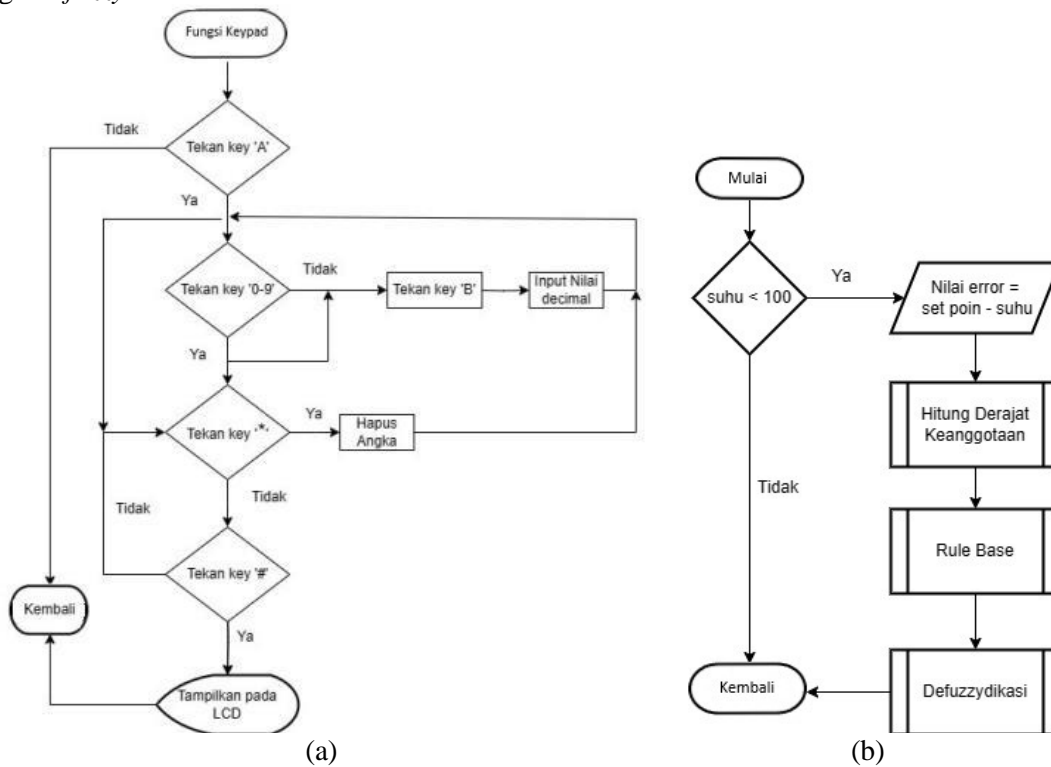 Fungsi Keypad
Tidak
Tekan key 'A'
Ya
Tekan key '0-9'
Tidak
Tekan key 'B'
Input Nilai
decimal
Ya
Tekan key '*'
Ya
Hapus
Angka
Tidak
Tidak
Tekan key '#'
Kembali
Ya
Tampilkan pada
LCD
(a)
Mulai
suhu < 100
Ya
Nilai error =
set poin - suhu
Hitung Derajat
Keanggotaan
Tidak
Rule Base
Kembali
Defuzzydikasi
(b)